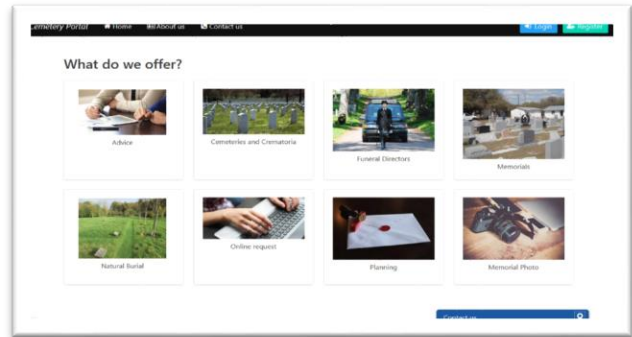 Cemetery Portal Home About us Contact us Login Register
What do we offer?
Advice
Cemeteries and Crematoria
Funeral Directors
Memorials
Natural Burial
Online request
Planning
Memorial Photo
Contact us